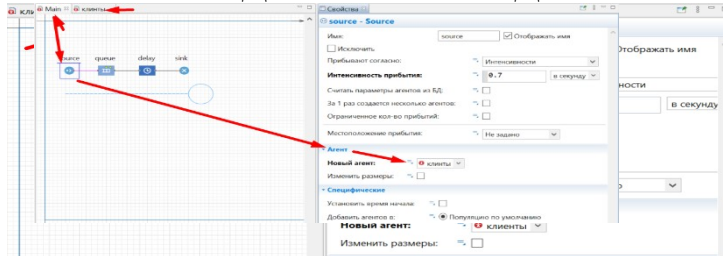 кли
Main
клиенты
source
queue
delay
sink
Свойства
source - Source
Имя:
source
Отображать имя
Исключить
Прибывают согласно:
Интенсивности
Интенсивность прибытия:
0.7
в секунду
Считать параметры агентов из БД:
За 1 раз создается несколько агентов:
Ограниченное кол-во прибытий:
Местоположение прибытия:
Не задано
Агент
Новый агент:
клиенты
Изменить размеры:
Специфические
Установить время начала:
Добавить агентов в:
Популяцию по умолчанию
Отображать имя
ности
в секунду
о
Новый агент:
клиенты
Изменить размеры: